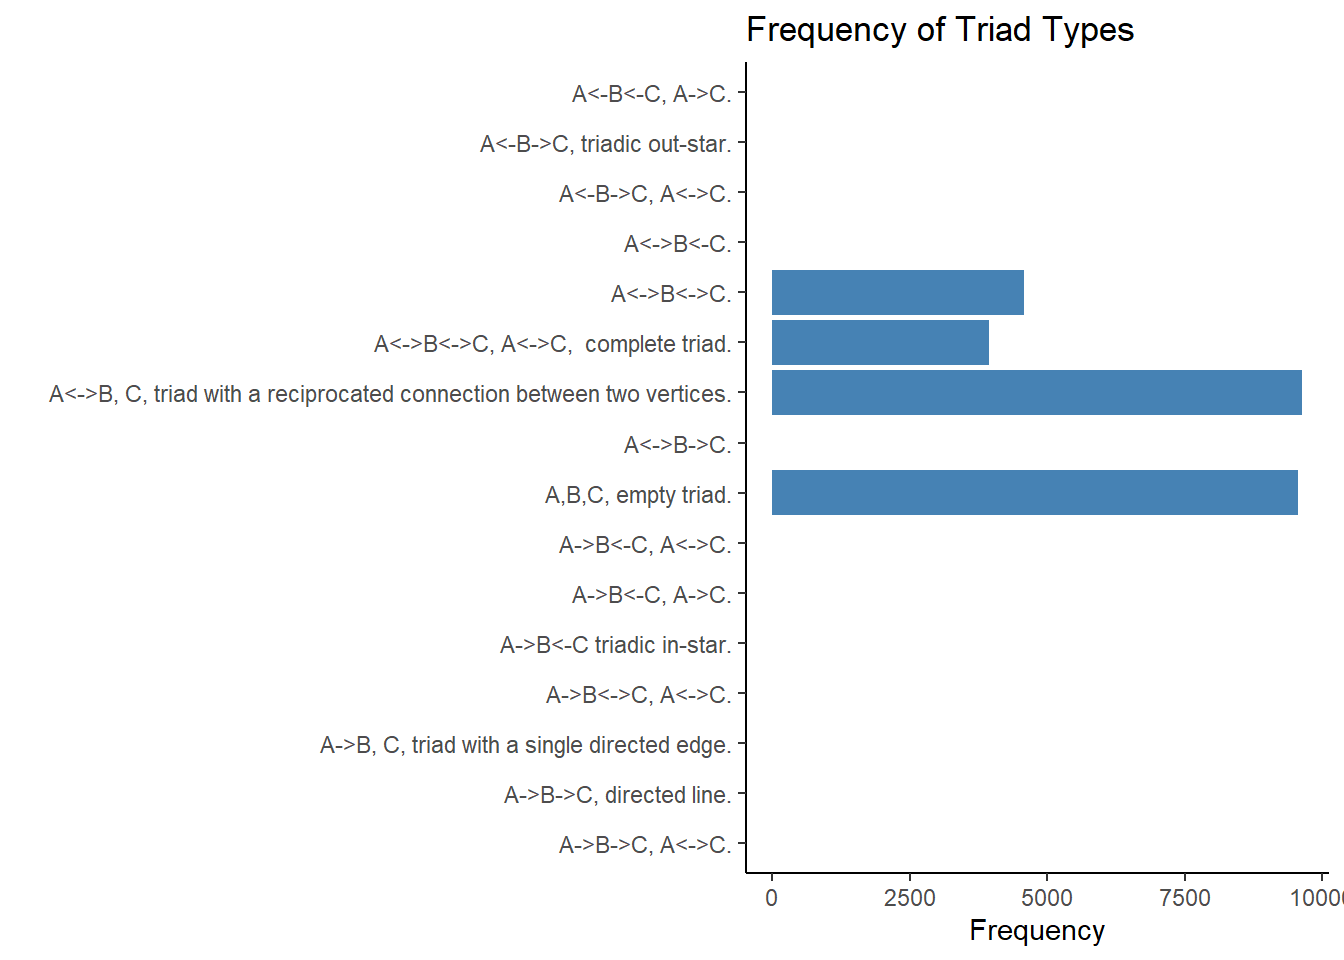 Frequency of Triad Types
A<-B<-C, A->C.
A<-B->C, triadic out-star.
A<-B->C, A<->C.
A<->B<-C.
A<->B<->C.
A<->B<->C, A<->C,  complete triad.
A<->B, C, triad with a reciprocated connection between two vertices.
A<->B->C.
A,B,C, empty triad.
A->B<-C, A<->C.
A->B<-C, A->C.
A->B<-C triadic in-star.
A->B<->C, A<->C.
A->B, C, triad with a single directed edge.
A->B->C, directed line.
A->B->C, A<->C.
0 2500 5000 7500 10000
Frequency